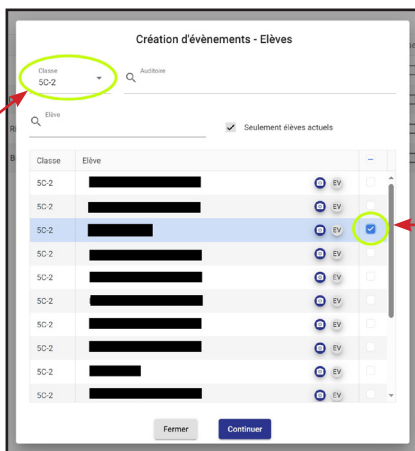 Création d'évènements - Elèves
Classe
5C-2
Auditoire
Elève
Seulement élèves actuels
Classe Elève –
5C-2 EV
5C-2 EV
5C-2 EV
5C-2 EV
5C-2 EV
5C-2 EV
5C-2 EV
5C-2 EV
5C-2 EV
5C-2 EV
Fermer Continuer